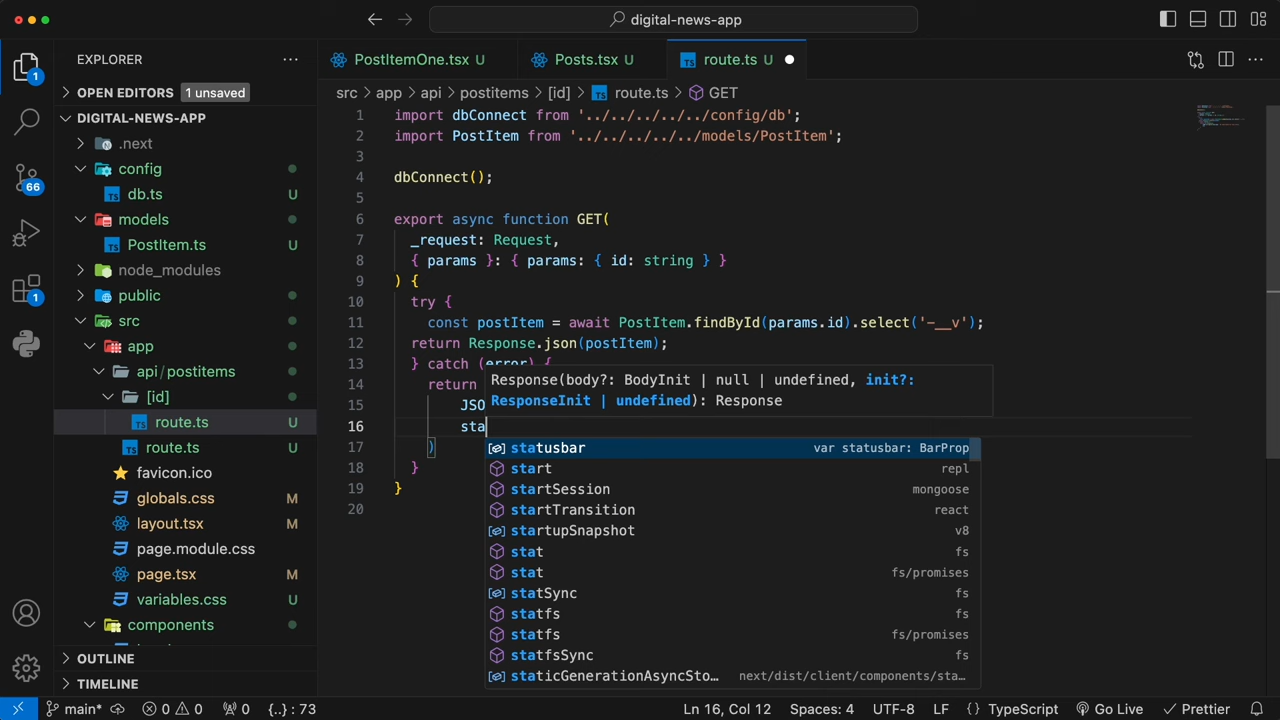 digital-news-app
EXPLORER
PostItemOne.tsx U
Posts.tsx U
route.ts U
OPEN EDITORS 1 unsaved
src > app > api > postitems > [id] > route.ts > GET
DIGITAL-NEWS-APP
.next
config
db.ts U
models
PostItem.ts U
node_modules
public
src
app
api/postitems
[id]
route.ts U
route.ts U
favicon.ico
globals.css M
layout.tsx M
page.module.css
page.tsx M
variables.css U
components
OUTLINE
TIMELINE
1
66
1
1 import dbConnect from '../../../../../config/db';
2 import PostItem from '../../../../../models/PostItem';
3
4 dbConnect();
5
6 export async function GET(
7 _request: Request,
8 { params }: { params: { id: string } }
9 ) {
10 try {
11 const postItem = await PostItem.findById(params.id).select('-__v');
12 return Response.json(postItem);
13 } catch (error) {
14 return
15 JSO
16 sta
17 )
18 }
19 }
20
Response(body?: BodyInit | null | undefined, init?:
ResponseInit | undefined): Response
statusbar var statusbar: BarProp
start repl
startSession mongoose
startTransition react
startupSnapshot v8
stat fs
stat fs/promises
statSync fs
statfs fs
statfs fs/promises
statfsSync fs
staticGenerationAsyncSto… next/dist/client/components/sta…
main* 0 0 0 {..} : 73 Ln 16, Col 12 Spaces: 4 UTF-8 LF {} TypeScript Go Live Prettier